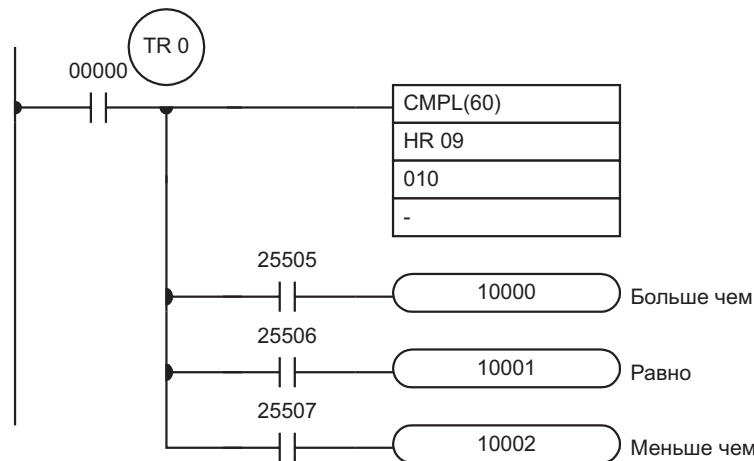 TR 0
00000
CMPL(60)
HR 09
010
-
25505
10000 Больше чем
25506
10001 Равно
25507
10002 Меньше чем